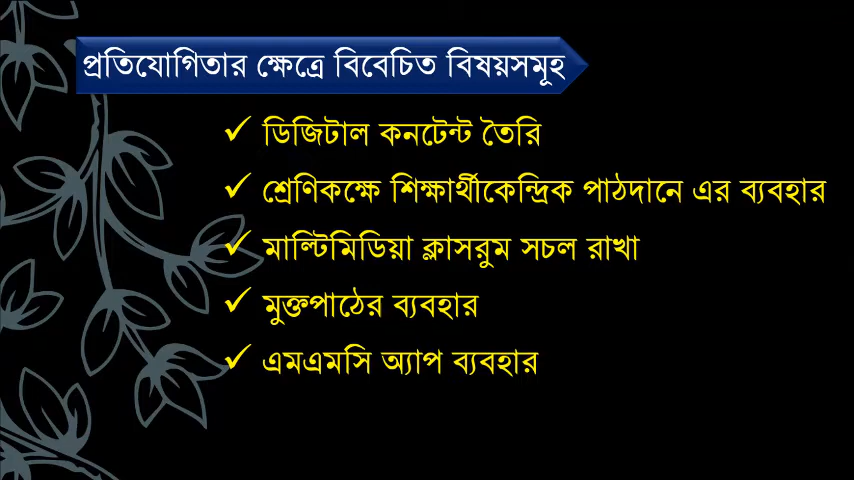 প্রতিযোগিতার ক্ষেত্রে বিবেচিত বিষয়সমূহ
✓ ডিজিটাল কনটেন্ট তৈরি
✓ শ্রেণিকক্ষে শিক্ষার্থীকেন্দ্রিক পাঠদানে এর ব্যবহার
✓ মাল্টিমিডিয়া ক্লাসরুম সচল রাখা
✓ মুক্তপাঠের ব্যবহার
✓ এমএমসি অ্যাপ ব্যবহার